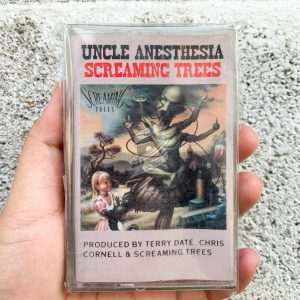 UNCLE ANESTHESIA
SCREAMING TREES
SCREAMING
TREES
PRODUCED BY TERRY DATE, CHRIS
CORNELL & SCREAMING TREES